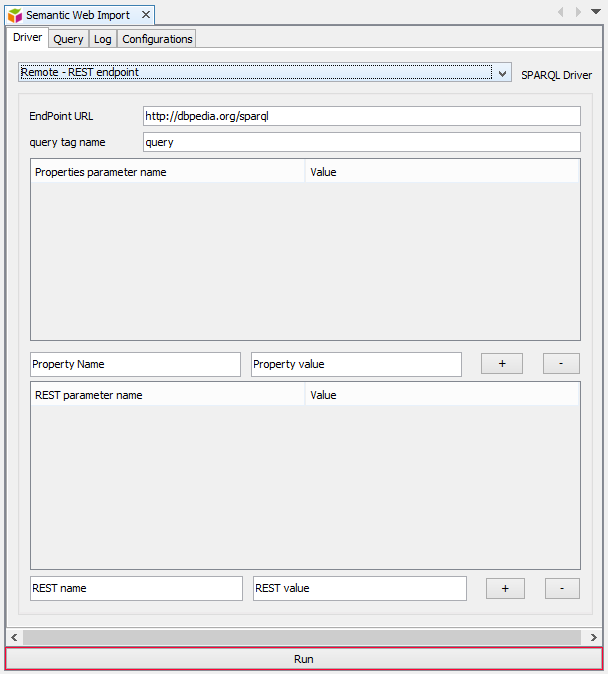 Semantic Web Import
Driver Query Log Configurations
Remote - REST endpoint SPARQL Driver
EndPoint URL http://dbpedia.org/sparql
query tag name query
Properties parameter name Value
Property Name Property value + -
REST parameter name Value
REST name REST value + -
Run